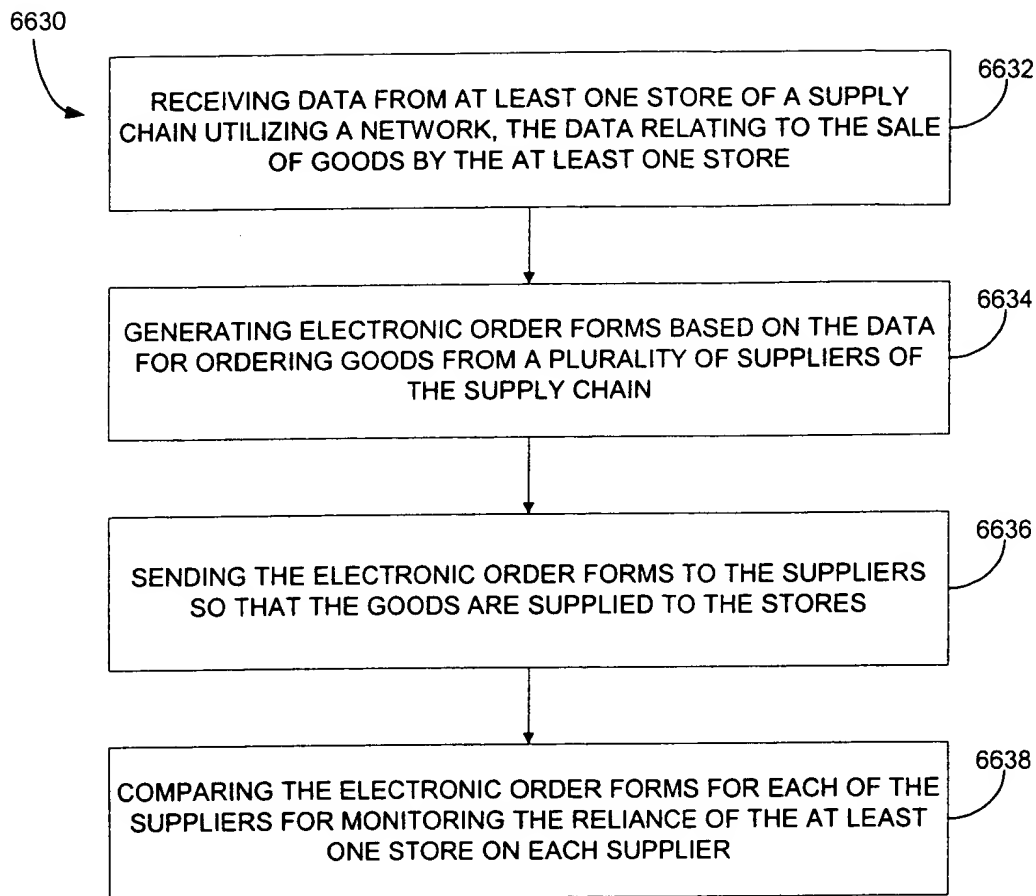 6630
6632
RECEIVING DATA FROM AT LEAST ONE STORE OF A SUPPLY
CHAIN UTILIZING A NETWORK, THE DATA RELATING TO THE SALE
OF GOODS BY THE AT LEAST ONE STORE
6634
GENERATING ELECTRONIC ORDER FORMS BASED ON THE DATA
FOR ORDERING GOODS FROM A PLURALITY OF SUPPLIERS OF
THE SUPPLY CHAIN
6636
SENDING THE ELECTRONIC ORDER FORMS TO THE SUPPLIERS
SO THAT THE GOODS ARE SUPPLIED TO THE STORES
6638
COMPARING THE ELECTRONIC ORDER FORMS FOR EACH OF THE
SUPPLIERS FOR MONITORING THE RELIANCE OF THE AT LEAST
ONE STORE ON EACH SUPPLIER